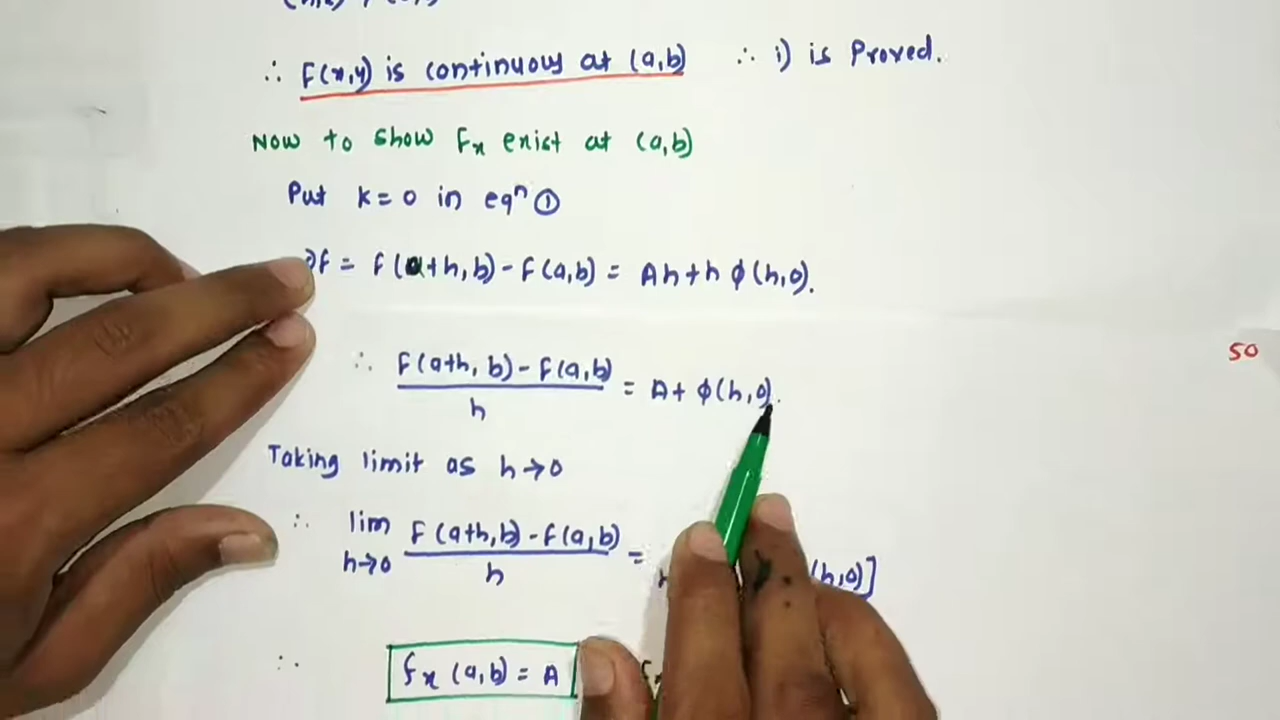 ∴ F(x,y) is continuous at (a,b) ∴ i) is Proved.
Now to show Fx exist at (a,b)
Put k = 0 in eqⁿ ①
∂f = F(a+h, b) - F(a,b) = Ah + h φ(h,0).
∴ F(a+h, b) - F(a,b) / h = A + φ(h,0).
50
Taking limit as h→0
∴ lim h→0 F(a+h,b) - F(a,b) / h = (h,0)]
∴ fx (a,b) = A